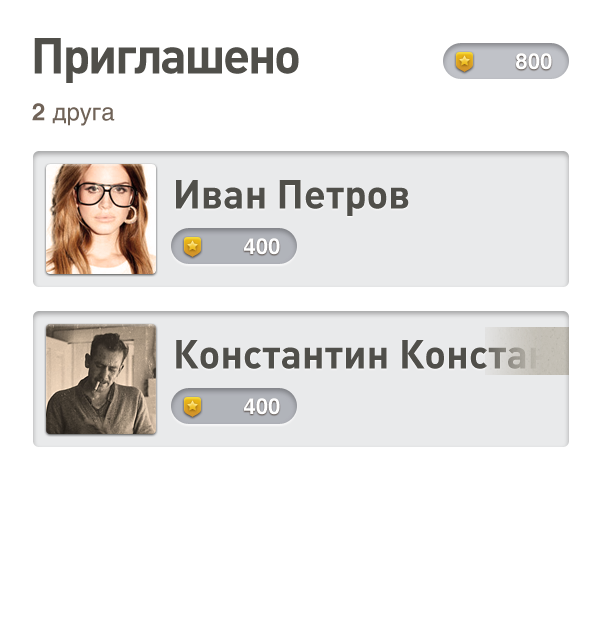 Приглашено
800
2 друга
Иван Петров
400
Константин Конста
400